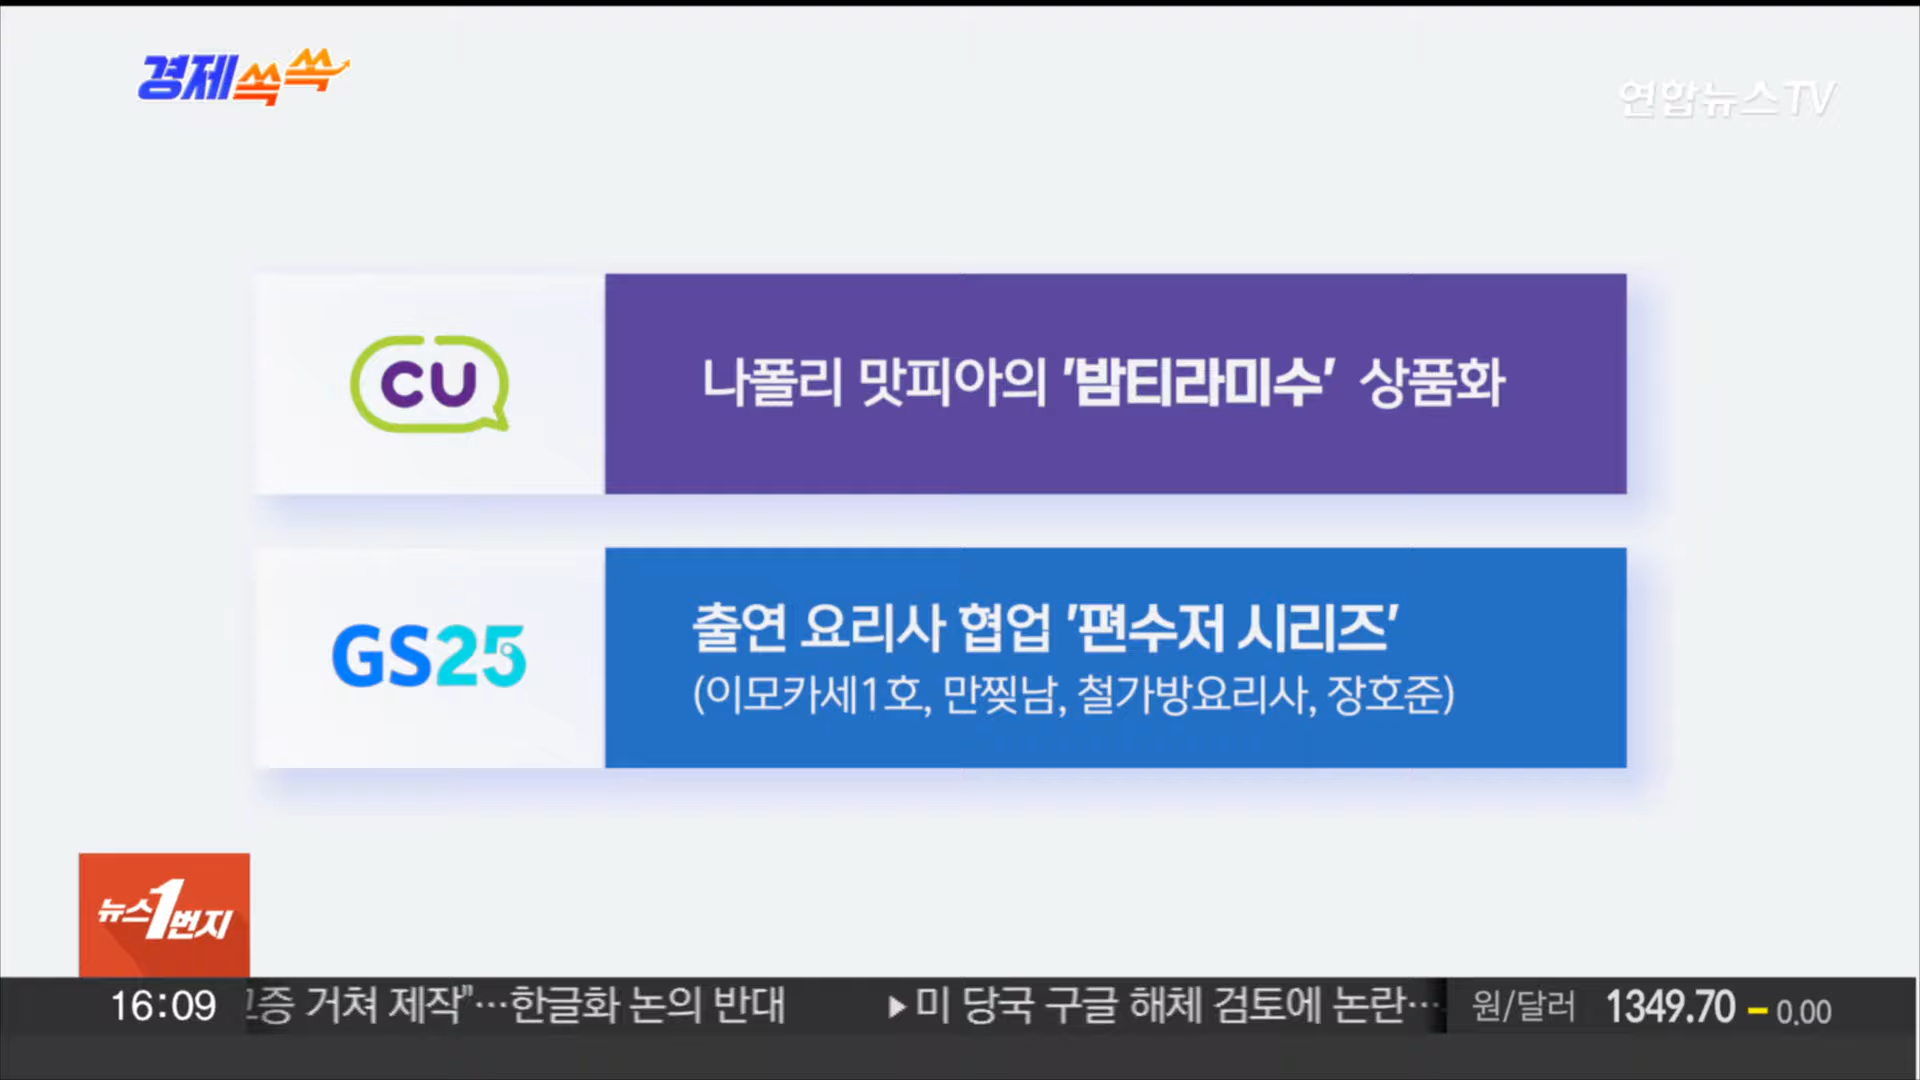 경제쏙쏙
연합뉴스TV
CU
나폴리 맛피아의 '밤티라미수' 상품화
GS25
출연 요리사 협업 '편수저 시리즈'
(이모카세1호, 만찢남, 철가방요리사, 장호준)
뉴스1번지
16:09
거쳐 제작”…한글화 논의 반대 ▶미 당국 구글 해체 검토에 논란…
원/달러 1349.70 - 0.00